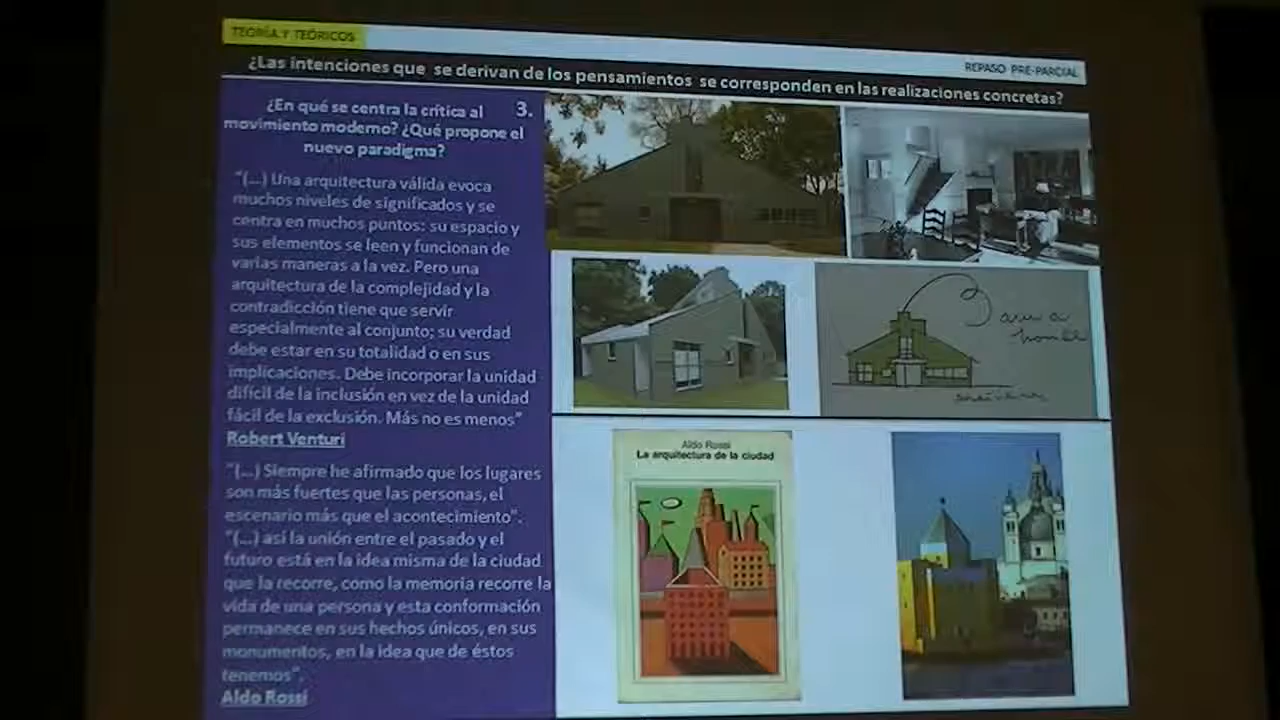 TEORÍA Y TEÓRICOS
REPASO PRE-PARCIAL
¿Las intenciones que se derivan de los pensamientos se corresponden en las realizaciones concretas?
¿En qué se centra la crítica al
3.
movimiento moderno? ¿Qué propone el
nuevo paradigma?
"(...) Una arquitectura válida evoca
muchos niveles de significados y se
centra en muchos puntos: su espacio y
sus elementos se leen y funcionan de
varias maneras a la vez. Pero una
arquitectura de la complejidad y la
contradicción tiene que servir
especialmente al conjunto; su verdad
debe estar en su totalidad o en sus
implicaciones. Debe incorporar la unidad
difícil de la inclusión en vez de la unidad
fácil de la exclusión. Más no es menos"
Robert Venturi
"(...) Siempre he afirmado que los lugares
son más fuertes que las personas, el
escenario más que el acontecimiento".
"(...) así la unión entre el pasado y el
futuro está en la idea misma de la ciudad
que la recorre, como la memoria recorre la
vida de una persona y esta conformación
permanece en sus hechos únicos, en sus
monumentos, en la idea que de éstos
tenemos".
Aldo Rossi
Aldo Rossi
La arquitectura de la ciudad